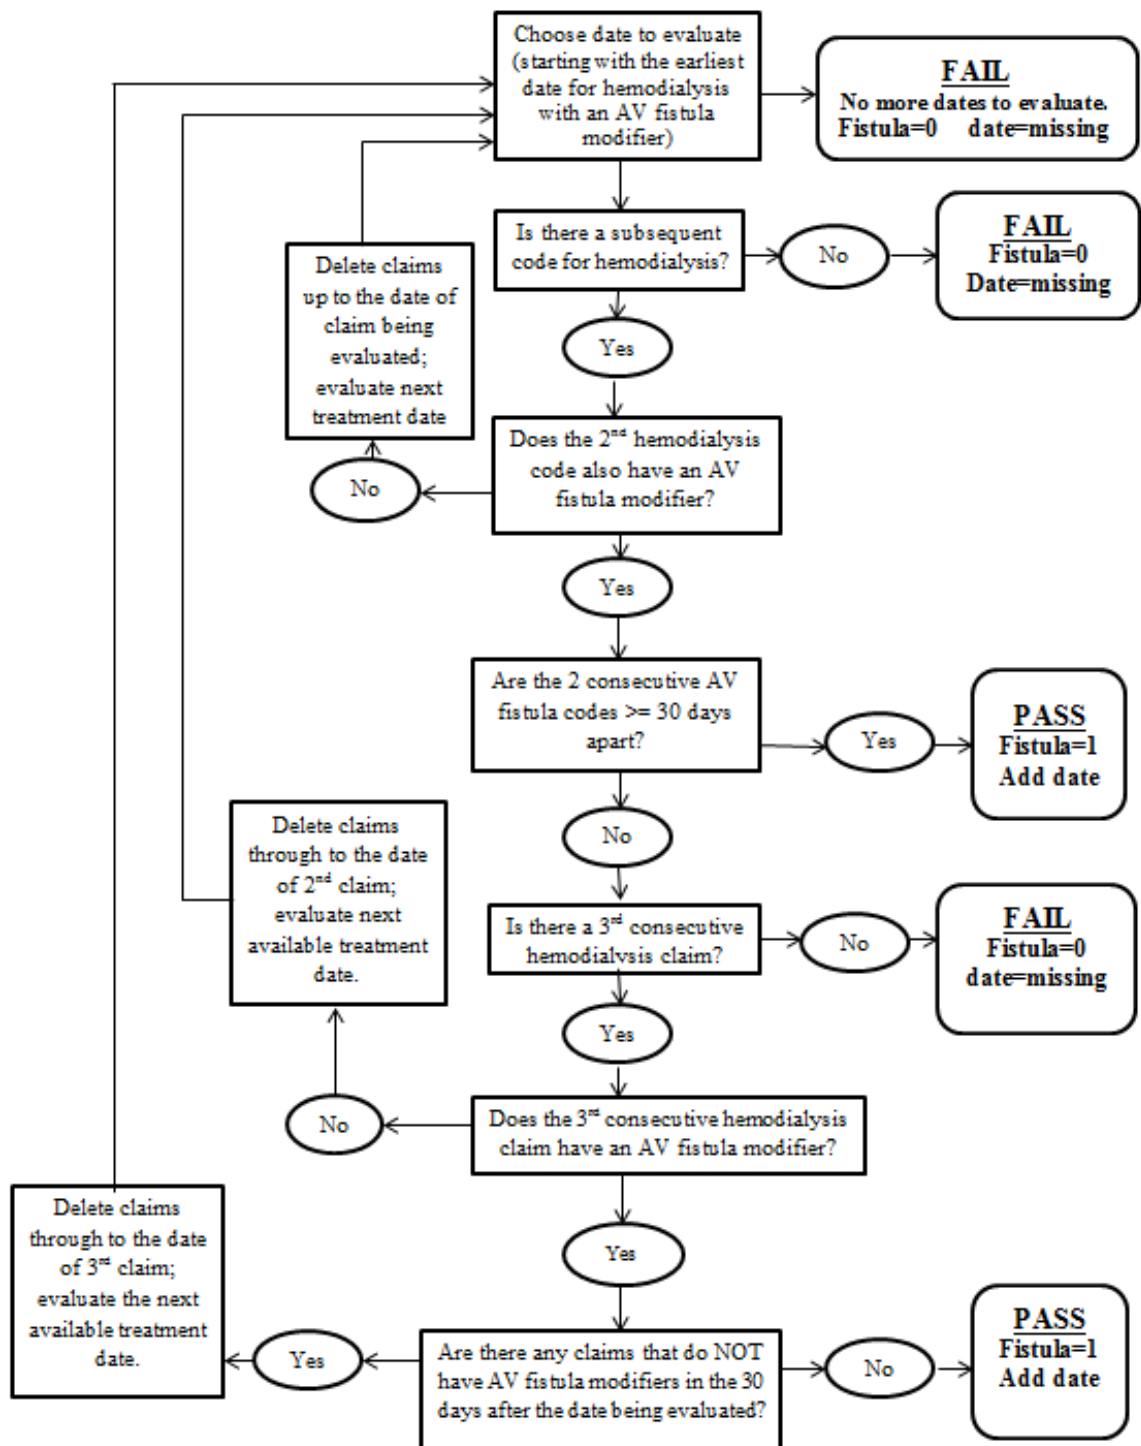 Choose date to evaluate
(starting with the earliest
date for hemodialysis
with an AV fistula
modifier)
FAIL
No more dates to evaluate.
Fistula=0 date=missing
Is there a subsequent
code for hemodialysis?
No
FAIL
Fistula=0
Date=missing
Delete claims
up to the date of
claim being
evaluated;
evaluate next
treatment date
Yes
Does the 2nd hemodialysis
code also have an AV
fistula modifier?
No
Yes
Are the 2 consecutive AV
fistula codes >= 30 days
apart?
Yes
PASS
Fistula=1
Add date
No
Delete claims
through to the date
of 2nd claim;
evaluate next
available treatment
date.
Is there a 3rd consecutive
hemodialysis claim?
No
FAIL
Fistula=0
date=missing
Yes
Does the 3rd consecutive hemodialysis
claim have an AV fistula modifier?
No
Delete claims
through to the date
of 3rd claim;
evaluate the next
available treatment
date.
Yes
Are there any claims that do NOT
have AV fistula modifiers in the 30
days after the date being evaluated?
Yes
No
PASS
Fistula=1
Add date